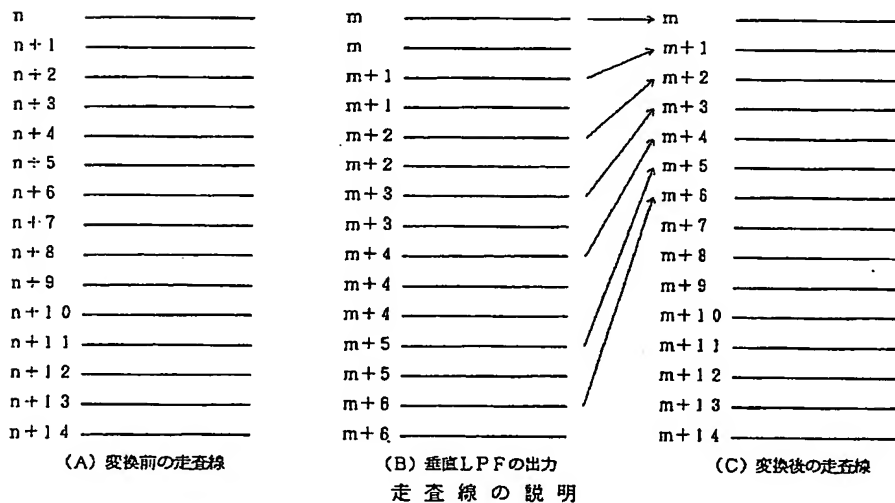 n
n+1
n+2
n+3
n+4
n+5
n+6
n+7
n+8
n+9
n+10
n+11
n+12
n+13
n+14
(A) 変換前の走査線
m
m
m+1
m+1
m+2
m+2
m+3
m+3
m+4
m+4
m+4
m+5
m+5
m+6
m+6
(B) 垂直LPFの出力
m
m+1
m+2
m+3
m+4
m+5
m+6
m+7
m+8
m+9
m+10
m+11
m+12
m+13
m+14
(C) 変換後の走査線
走査線の説明